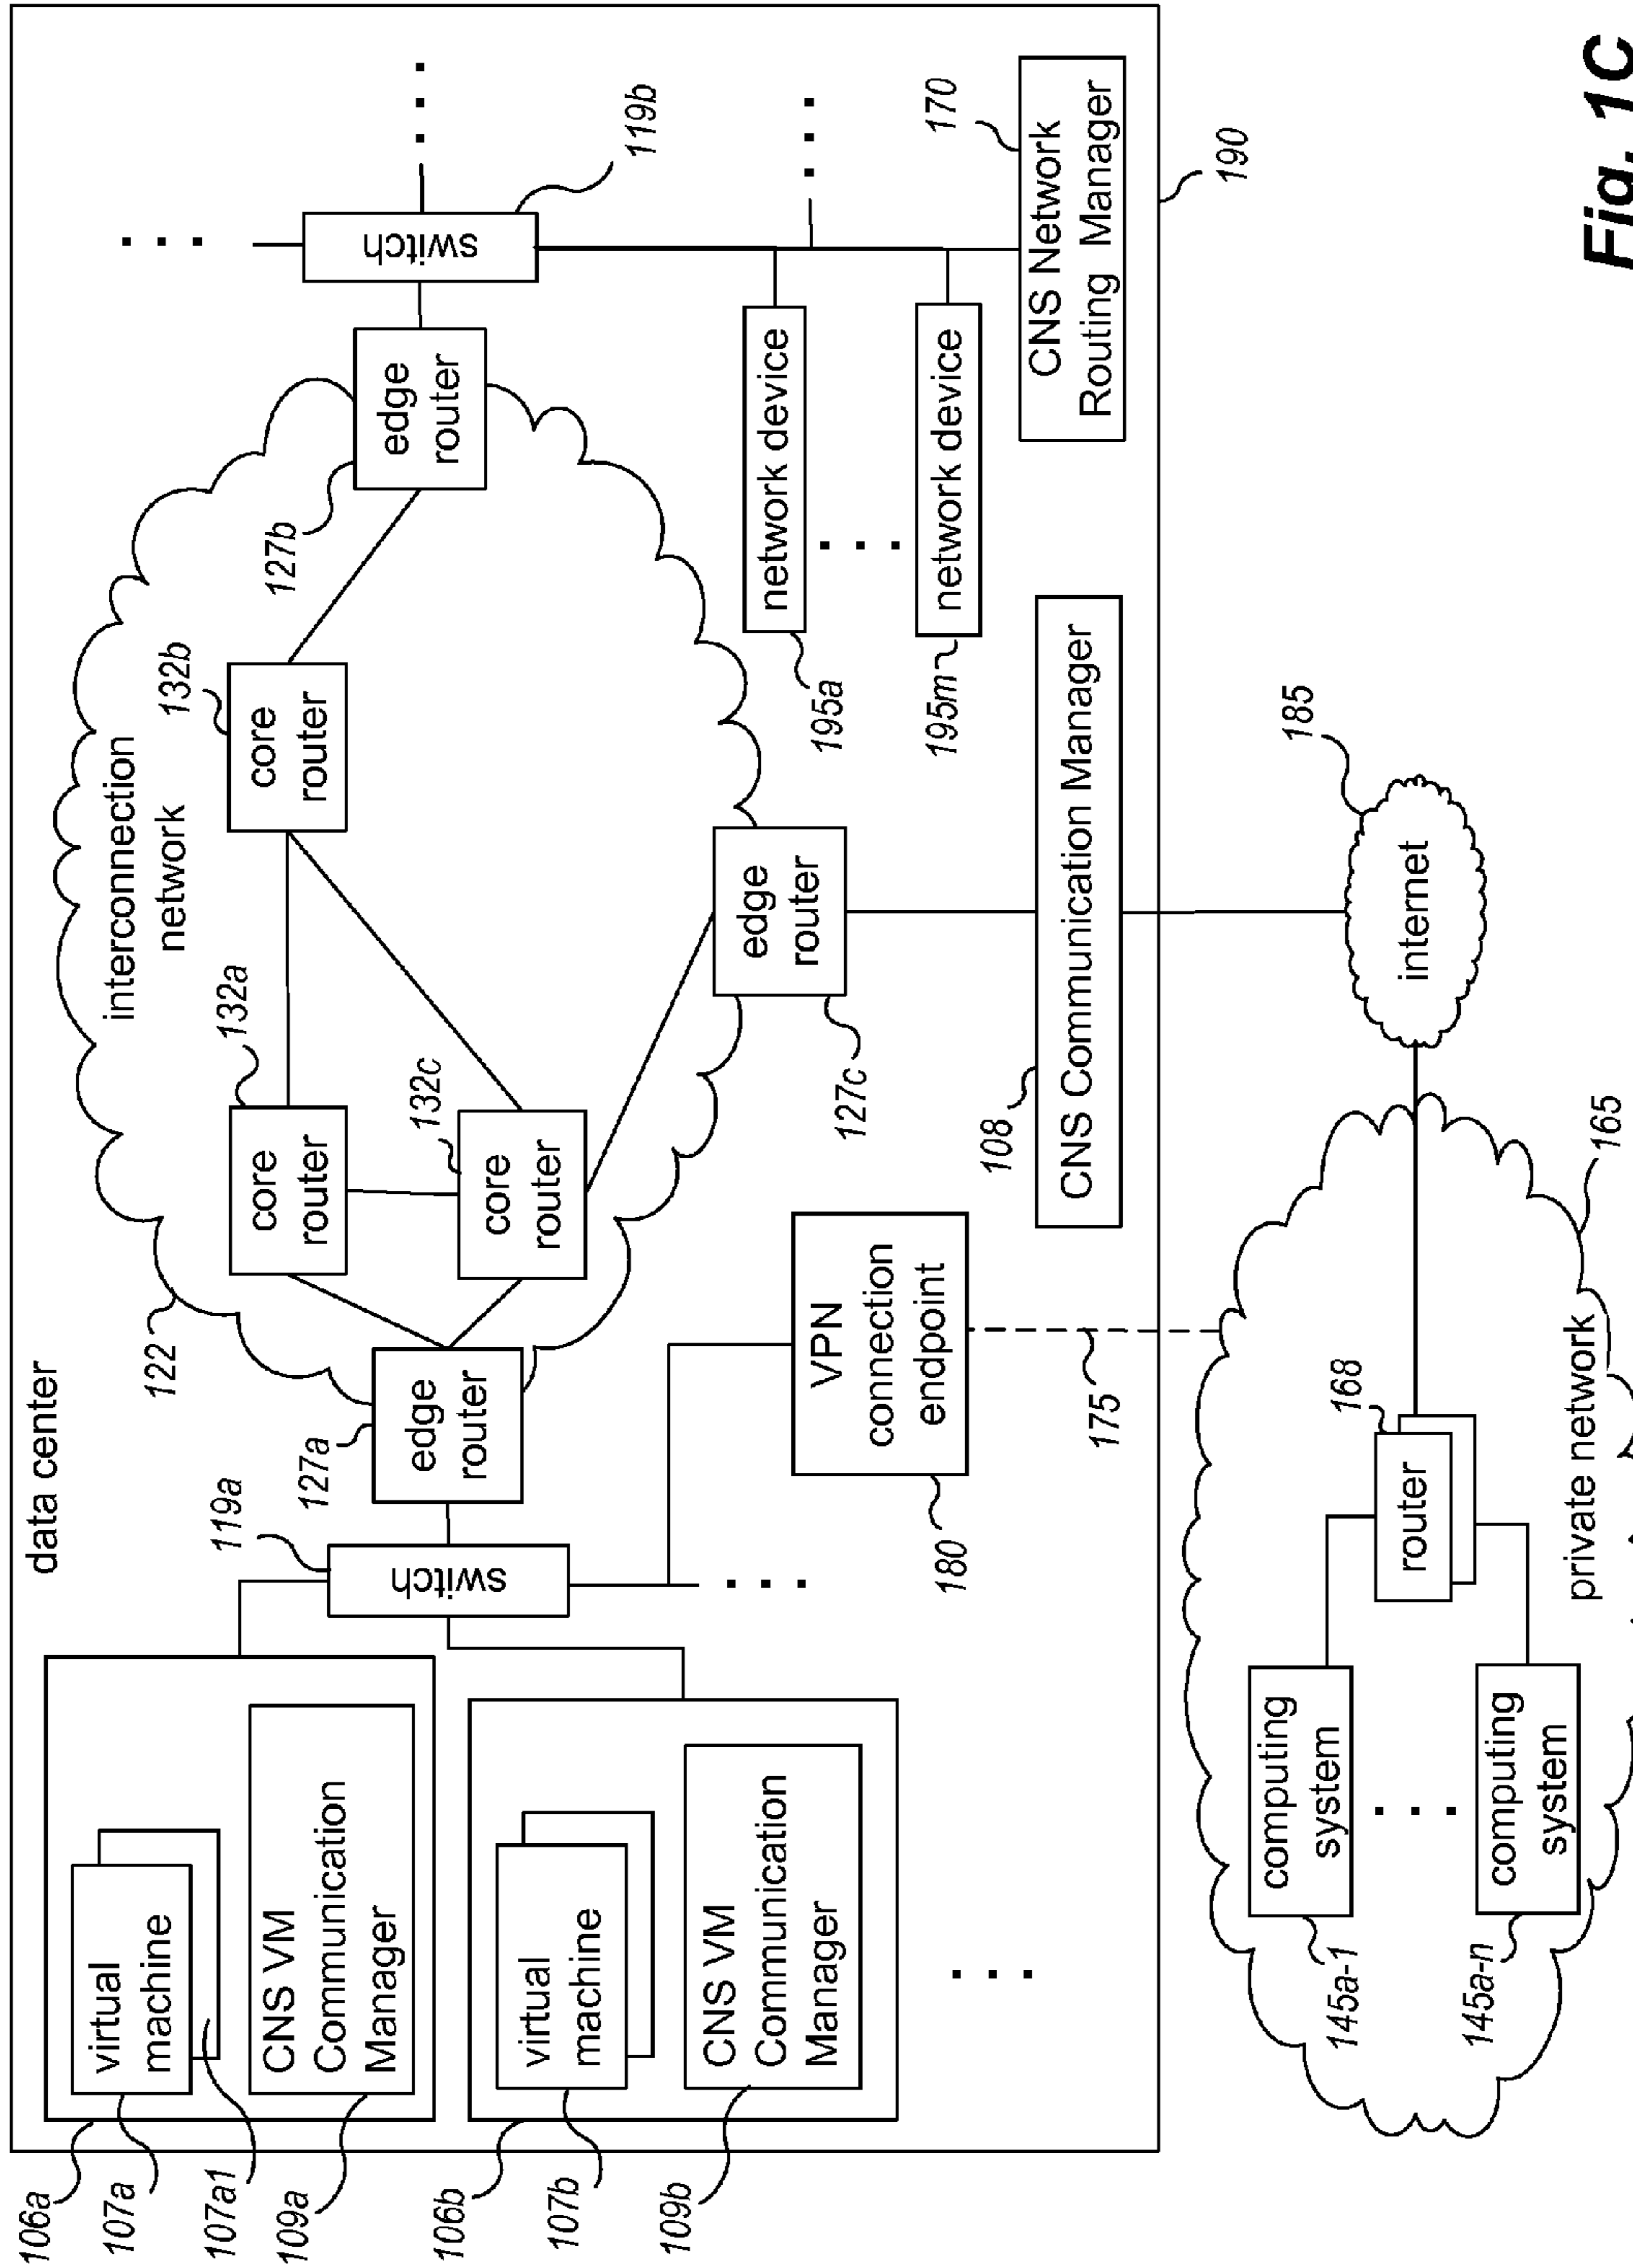 data center
106a
107a
107a1
109a
virtual
machine
CNS VM
Communication
Manager
106b
107b
109b
virtual
machine
CNS VM
Communication
Manager
. . .
119a
switch
. . .
127a
edge
router
122
interconnection
network
132a
core
router
132b
core
router
132c
core
router
127b
edge
router
127c
edge
router
119b
switch
. . .
. . .
. . .
195a
network device
. . .
195m
network device
170
CNS Network
Routing Manager
190
180
VPN
connection
endpoint
175
108
CNS Communication Manager
185
internet
165
private network
168
router
145a-1
computing
system
. . .
145a-n
computing
system
Fig. 1C